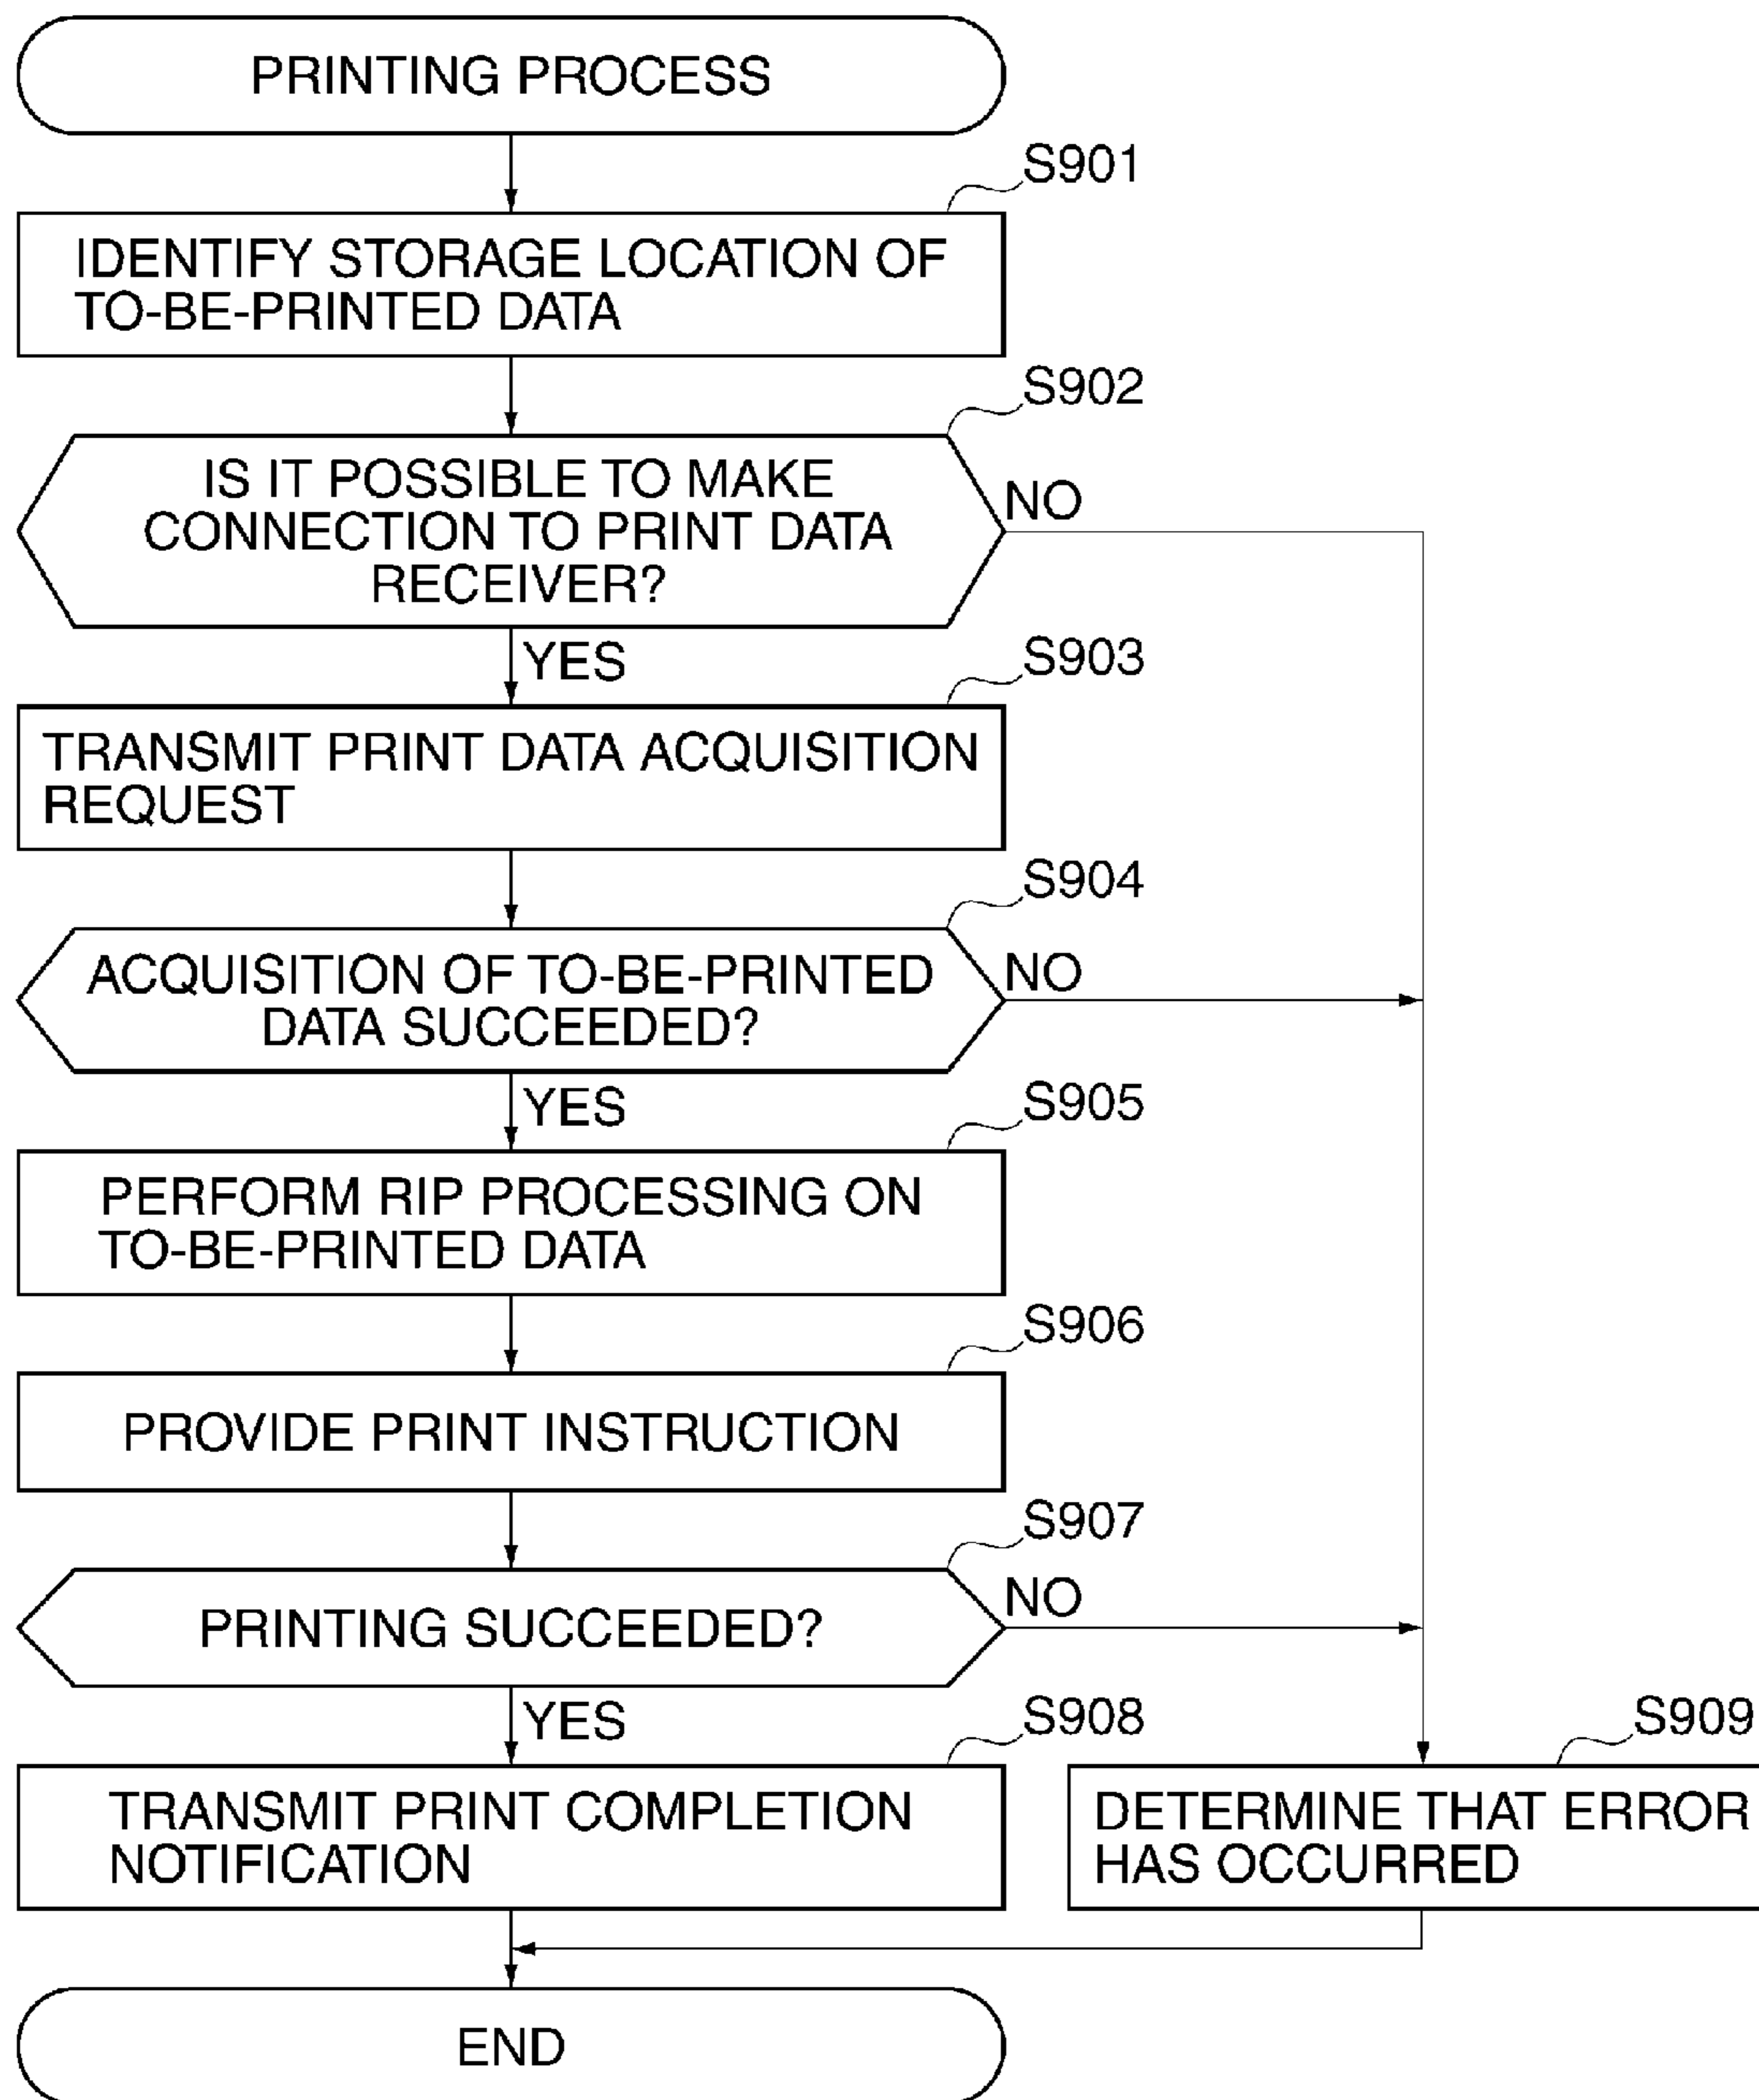 PRINTING PROCESS
S901
IDENTIFY STORAGE LOCATION OF
TO-BE-PRINTED DATA
S902
IS IT POSSIBLE TO MAKE
CONNECTION TO PRINT DATA
RECEIVER?
NO
YES
S903
TRANSMIT PRINT DATA ACQUISITION
REQUEST
S904
ACQUISITION OF TO-BE-PRINTED
DATA SUCCEEDED?
NO
YES
S905
PERFORM RIP PROCESSING ON
TO-BE-PRINTED DATA
S906
PROVIDE PRINT INSTRUCTION
S907
PRINTING SUCCEEDED?
NO
YES
S908
TRANSMIT PRINT COMPLETION
NOTIFICATION
S909
DETERMINE THAT ERROR
HAS OCCURRED
END